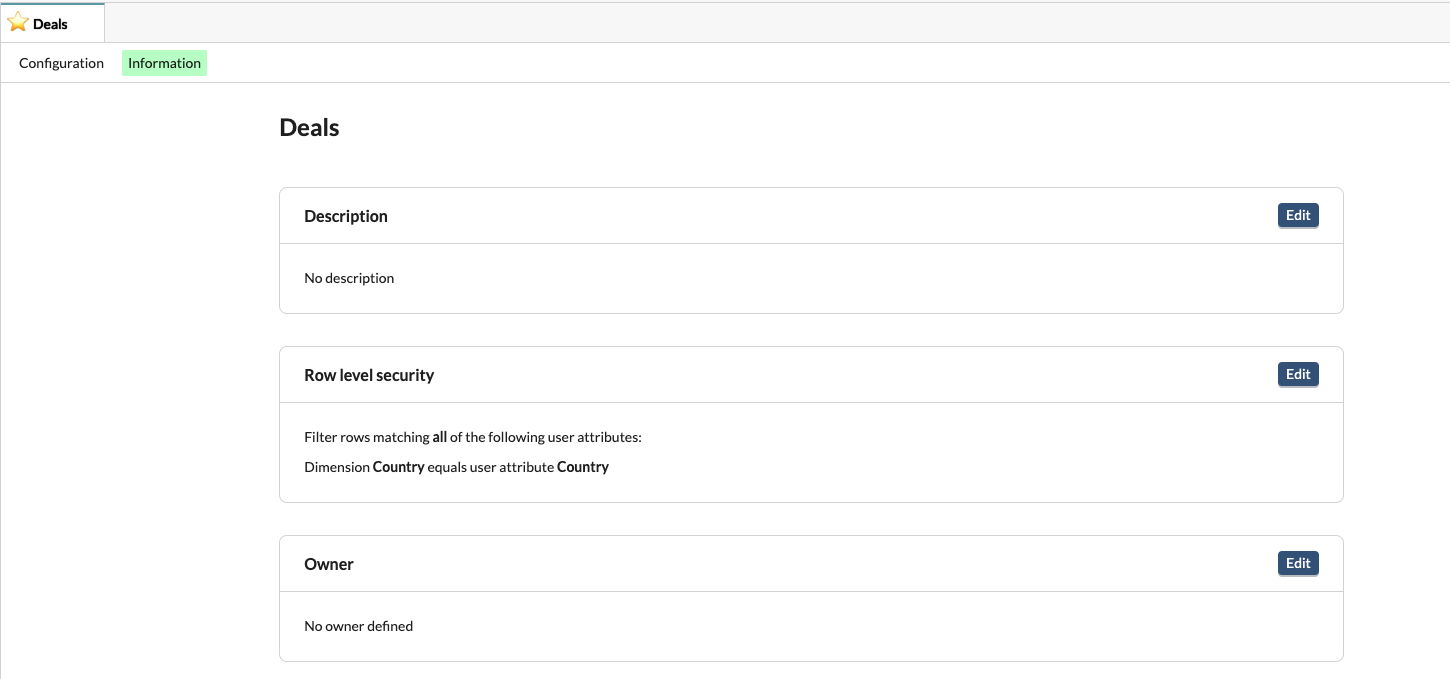 Deals
Configuration Information
Deals
Description Edit
No description
Row level security Edit
Filter rows matching all of the following user attributes:
Dimension Country equals user attribute Country
Owner Edit
No owner defined